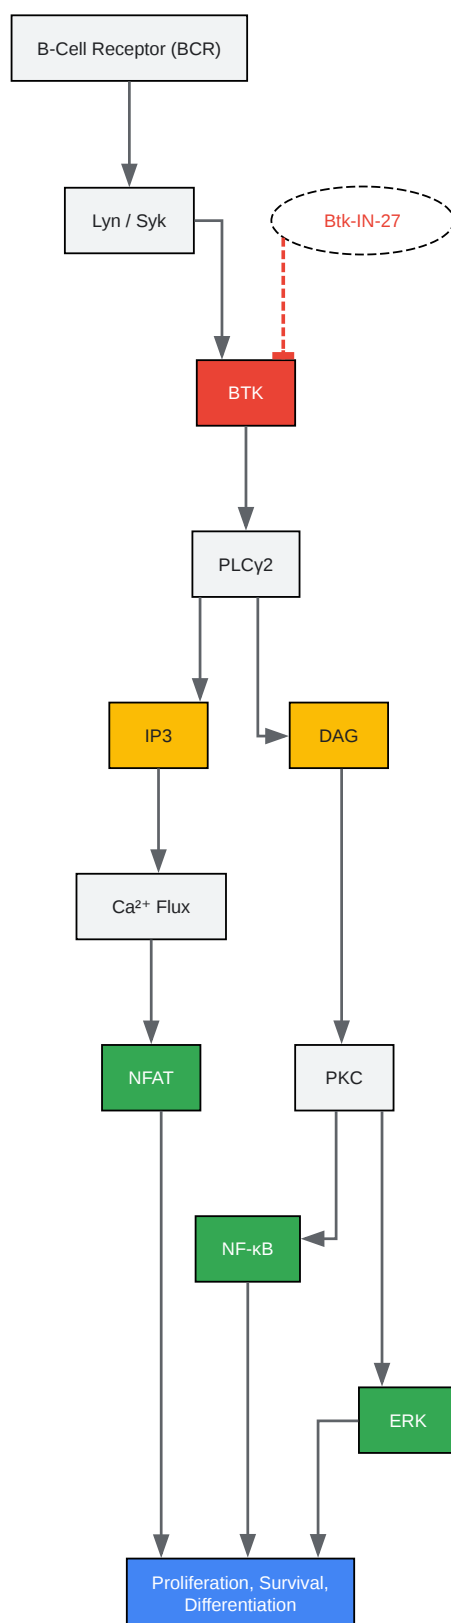 B-Cell Receptor (BCR)
Lyn / Syk
Btk-IN-27
BTK
PLCγ2
IP3
DAG
Ca²⁺ Flux
NFAT
PKC
NF-κB
ERK
Proliferation, Survival,
Differentiation